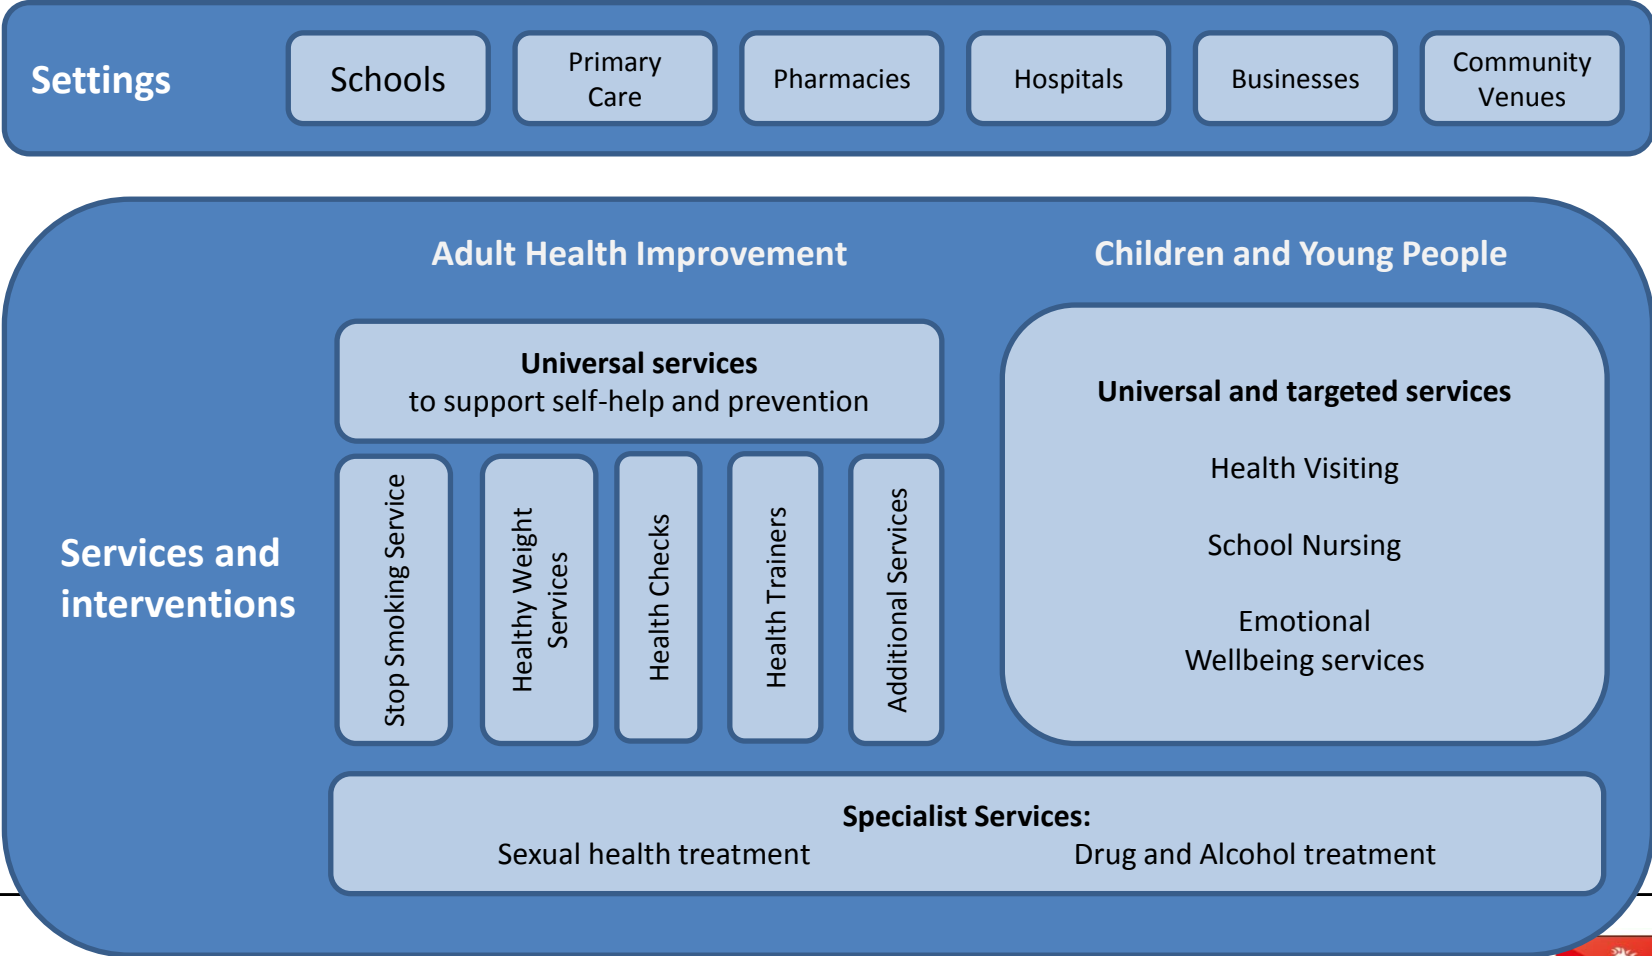 Settings
Schools
Primary
Care
Pharmacies
Hospitals
Businesses
Community
Venues
Adult Health Improvement
Children and Young People
Universal services
to support self-help and prevention
Universal and targeted services
Health Visiting
School Nursing
Emotional
Wellbeing services
Services and
interventions
Stop Smoking Service
Healthy Weight
Services
Health Checks
Health Trainers
Additional Services
Specialist Services:
Sexual health treatment
Drug and Alcohol treatment